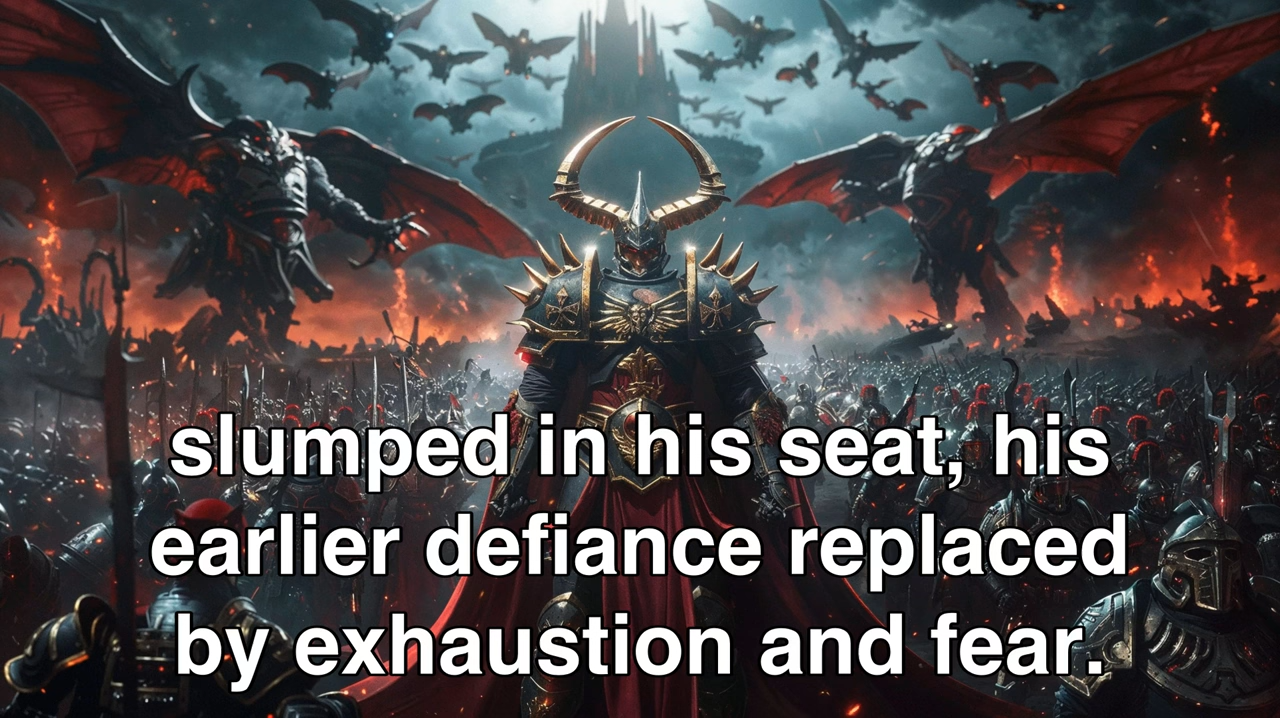 slumped in his seat, his
earlier defiance replaced
by exhaustion and fear.